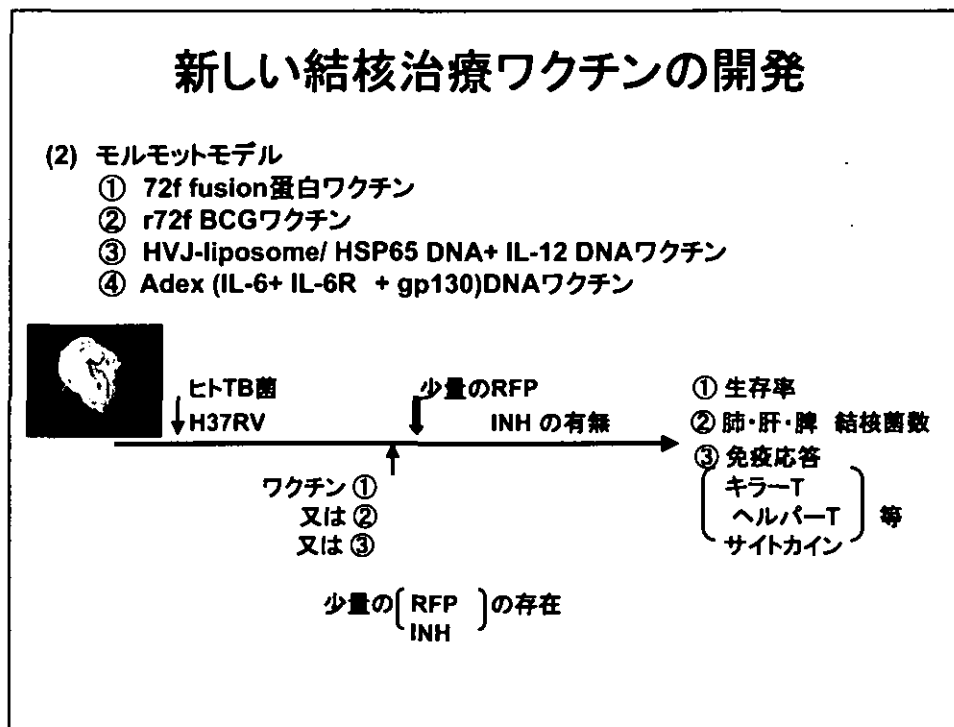 新しい結核治療ワクチンの開発
(2) モルモットモデル
① 72f fusion蛋白ワクチン
② r72f BCGワクチン
③ HVJ-liposome/ HSP65 DNA+ IL-12 DNAワクチン
④ Adex (IL-6+ IL-6R + gp130)DNAワクチン
ヒトTB菌
H37RV
少量のRFP
INH の有無
ワクチン ①
又は ②
又は ③
少量の RFP の存在
INH
① 生存率
② 肺・肝・脾 結核菌数
③ 免疫応答
キラーT
ヘルパーT 等
サイトカイン